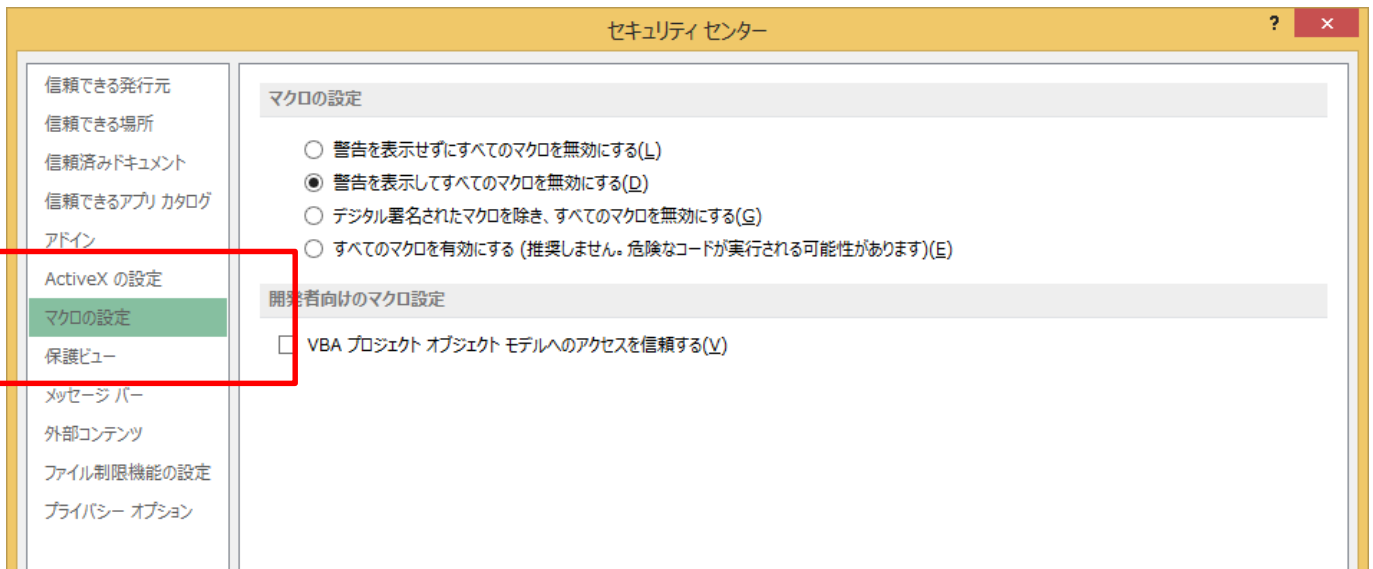 セキュリティ センター
? ×
信頼できる発行元
信頼できる場所
信頼済みドキュメント
信頼できるアプリ カタログ
アドイン
ActiveX の設定
マクロの設定
保護ビュー
メッセージ バー
外部コンテンツ
ファイル制限機能の設定
プライバシー オプション
マクロの設定
警告を表示せずにすべてのマクロを無効にする(L)
警告を表示してすべてのマクロを無効にする(D)
デジタル署名されたマクロを除き、すべてのマクロを無効にする(G)
すべてのマクロを有効にする (推奨しません。危険なコードが実行される可能性があります)(E)
開発者向けのマクロ設定
VBA プロジェクト オブジェクト モデルへのアクセスを信頼する(V)